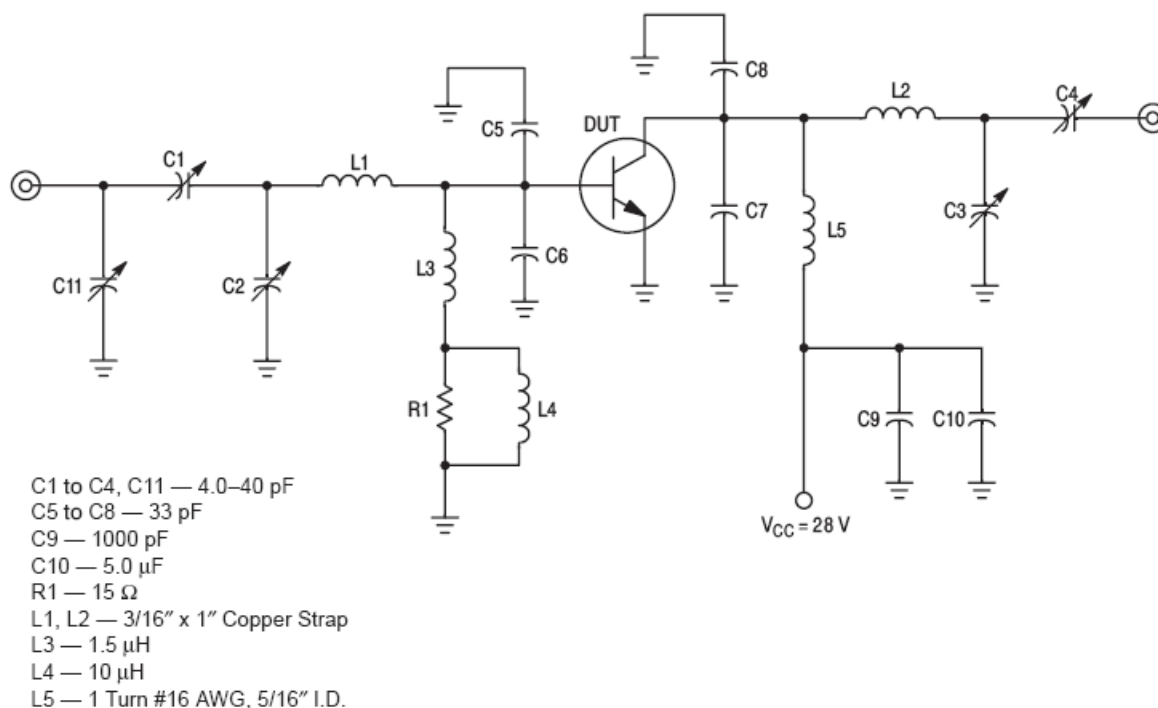 C8
C4
L2
C5
DUT
C1
L1
C7
C3
L5
C6
L3
C11
C2
R1
L4
C9
C10
C1 to C4, C11 — 4.0–40 pF
C5 to C8 — 33 pF
C9 — 1000 pF
C10 — 5.0 μF
R1 — 15 Ω
L1, L2 — 3/16″ x 1″ Copper Strap
L3 — 1.5 μH
L4 — 10 μH
L5 — 1 Turn #16 AWG, 5/16″ I.D.
VCC = 28 V